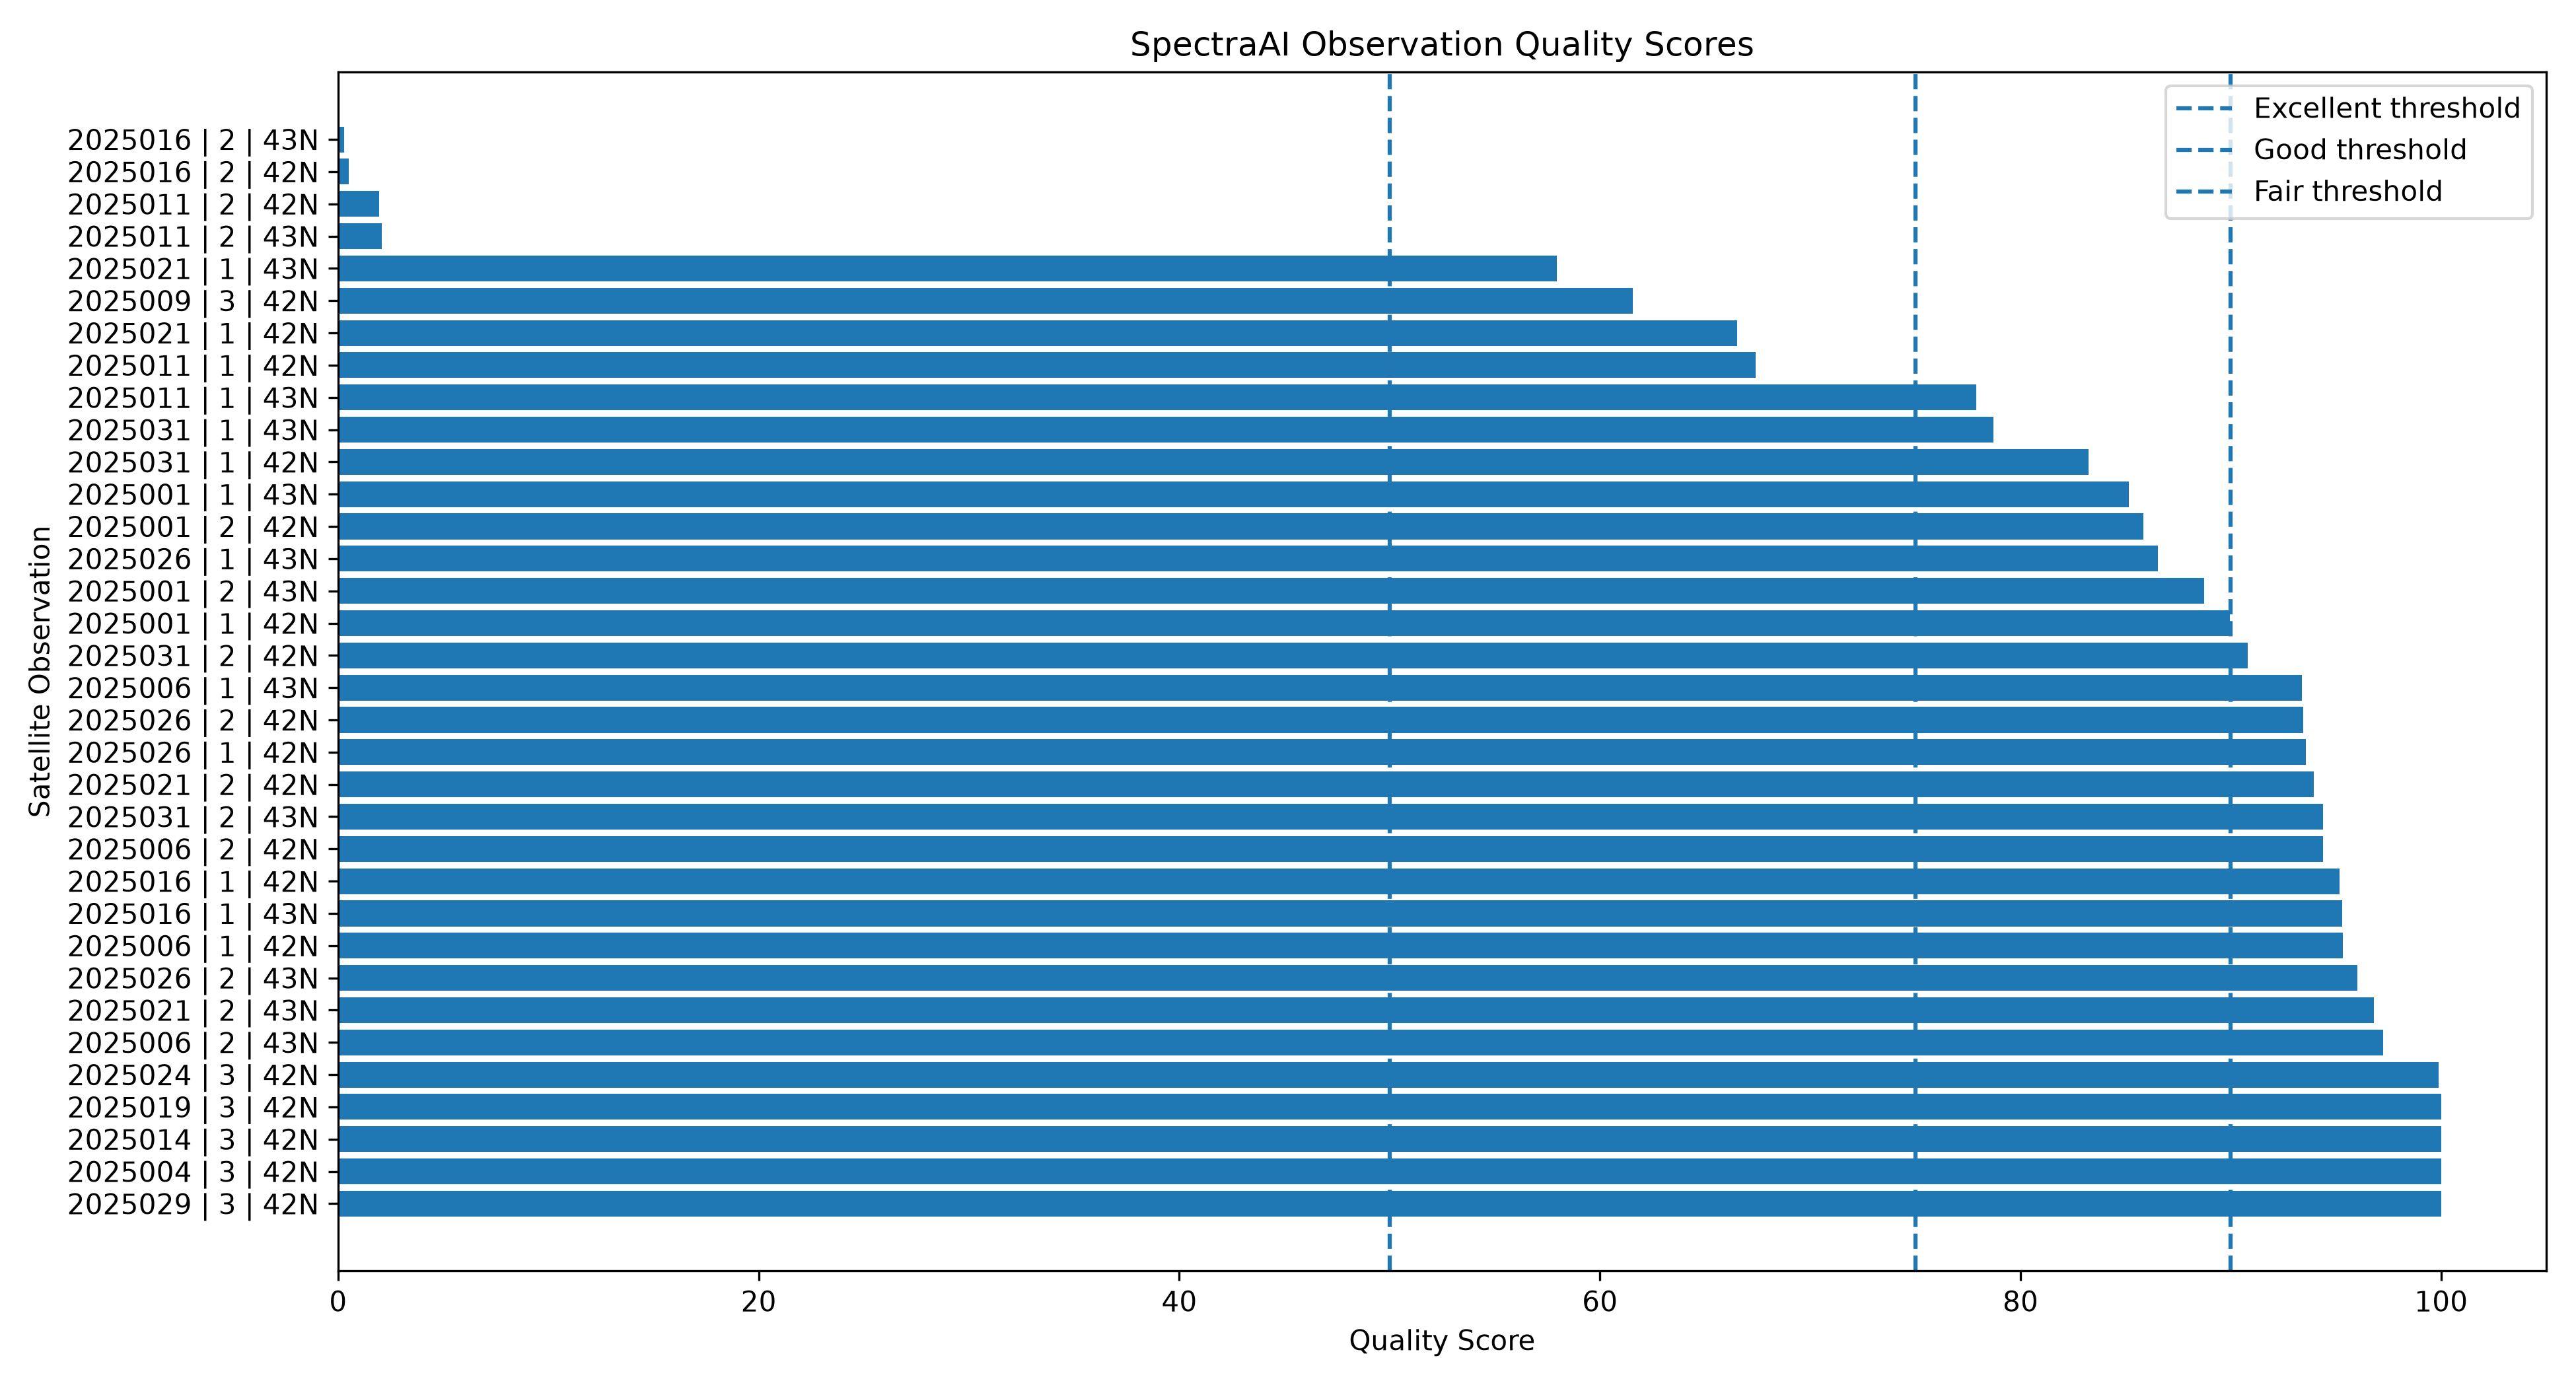 SpectraAI Observation Quality Scores
Excellent threshold
Good threshold
Fair threshold
Satellite Observation
2025016 | 2 | 43N
2025016 | 2 | 42N
2025011 | 2 | 42N
2025011 | 2 | 43N
2025021 | 1 | 43N
2025009 | 3 | 42N
2025021 | 1 | 42N
2025011 | 1 | 42N
2025011 | 1 | 43N
2025031 | 1 | 43N
2025031 | 1 | 42N
2025001 | 1 | 43N
2025001 | 2 | 42N
2025026 | 1 | 43N
2025001 | 2 | 43N
2025001 | 1 | 42N
2025031 | 2 | 42N
2025006 | 1 | 43N
2025026 | 2 | 42N
2025026 | 1 | 42N
2025021 | 2 | 42N
2025031 | 2 | 43N
2025006 | 2 | 42N
2025016 | 1 | 42N
2025016 | 1 | 43N
2025006 | 1 | 42N
2025026 | 2 | 43N
2025021 | 2 | 43N
2025006 | 2 | 43N
2025024 | 3 | 42N
2025019 | 3 | 42N
2025014 | 3 | 42N
2025004 | 3 | 42N
2025029 | 3 | 42N
0 20 40 60 80 100
Quality Score